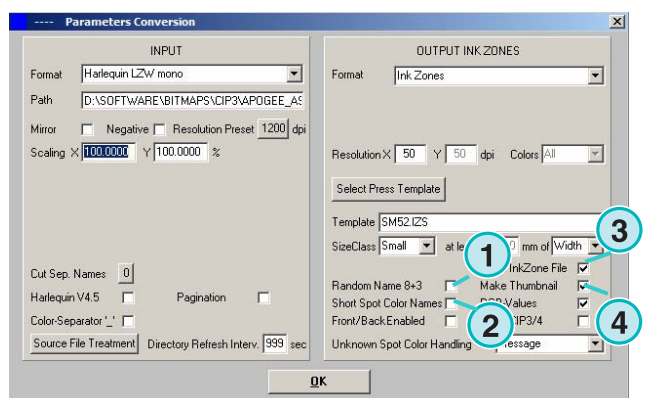 ---- Parameters Conversion
INPUT
Format Harlequin LZW mono
Path D:\SOFTWARE\BITMAPS\CIP3\APOGEE_AS
Mirror Negative Resolution Preset 1200 dpi
Scaling X 100.0000 Y 100.0000 %
Cut Sep. Names 0
Harlequin V4.5 Pagination
Color-Separator '_'
Source File Treatment Directory Refresh Interv. 999 sec
OUTPUT INK ZONES
Format Ink Zones
Resolution X 50 Y 50 dpi Colors All
Select Press Template
Template SM52.IZS
SizeClass Small at le 0 mm of Width
1
3
InkZone File
Random Name 8+3 Make Thumbnail
Short Spot Color Names Values
2
4
Front/Back Enabled CIP3/4
Unknown Spot Color Handling
OK